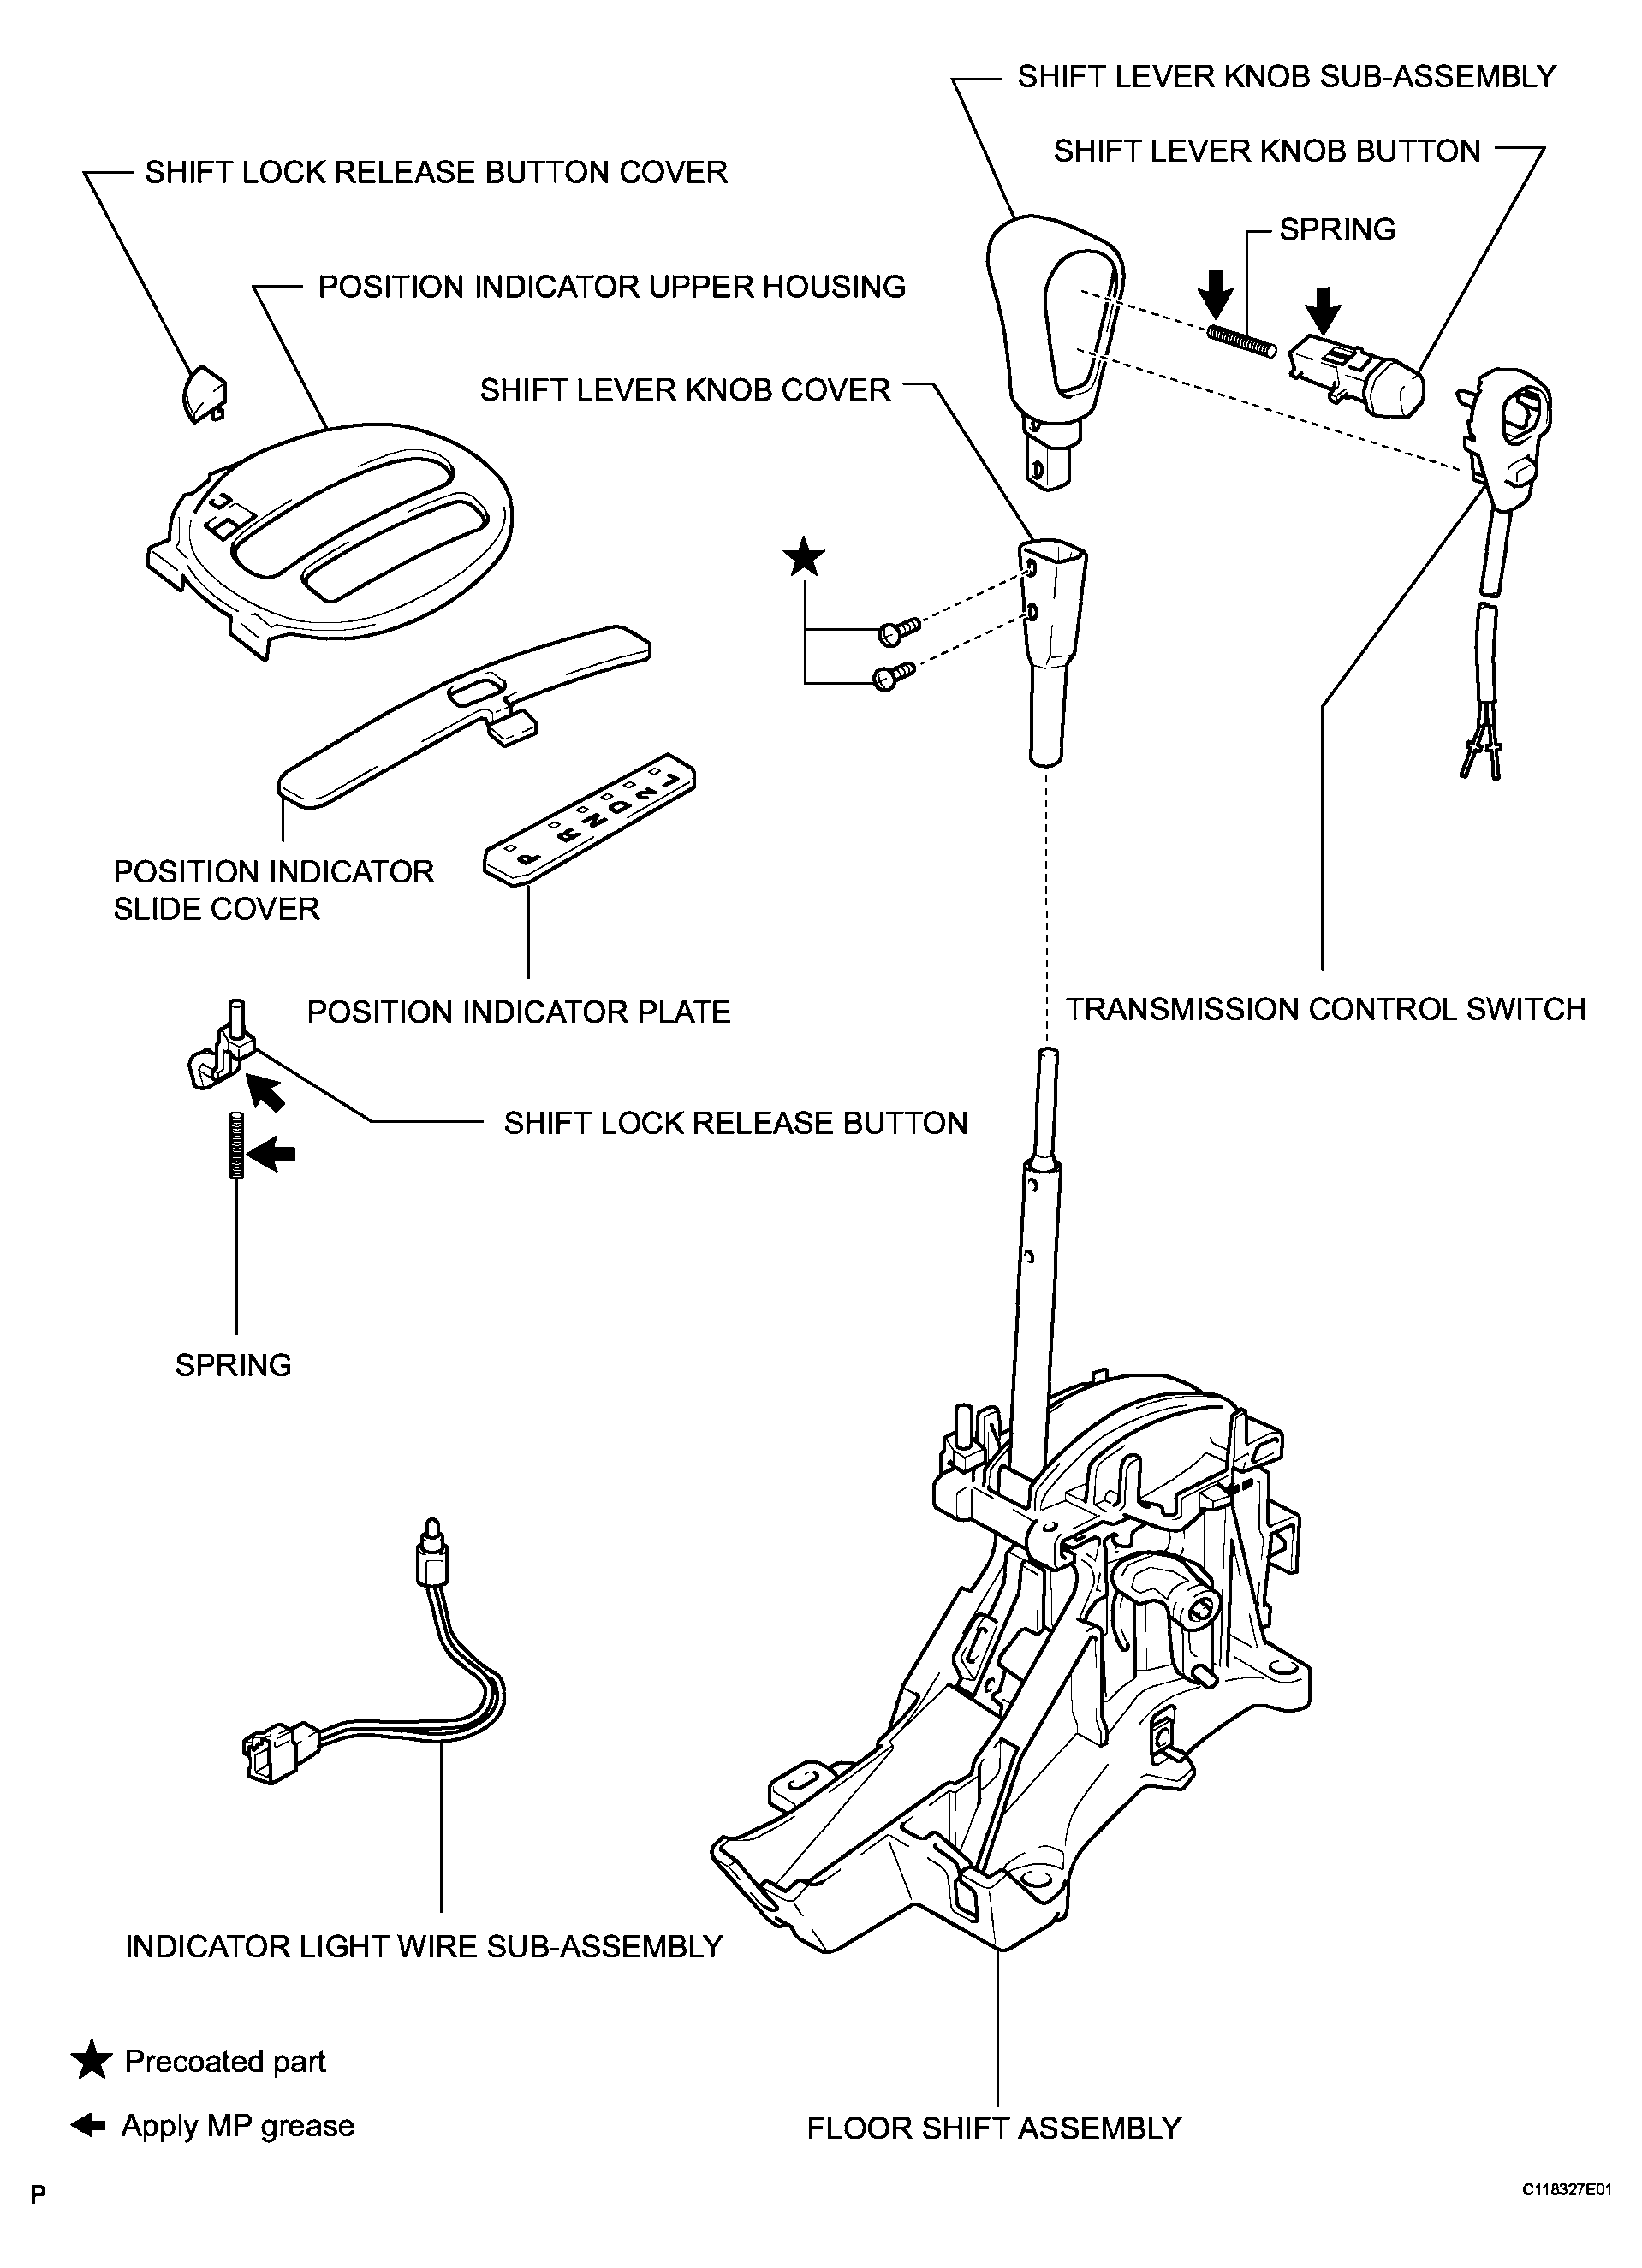 SHIFT LEVER KNOB SUB-ASSEMBLY
SHIFT LEVER KNOB BUTTON
SHIFT LOCK RELEASE BUTTON COVER
SPRING
POSITION INDICATOR UPPER HOUSING
SHIFT LEVER KNOB COVER
P R N D 2 L
POSITION INDICATOR
SLIDE COVER
POSITION INDICATOR PLATE
TRANSMISSION CONTROL SWITCH
SHIFT LOCK RELEASE BUTTON
SPRING
INDICATOR LIGHT WIRE SUB-ASSEMBLY
Precoated part
Apply MP grease
FLOOR SHIFT ASSEMBLY
P
C118327E01